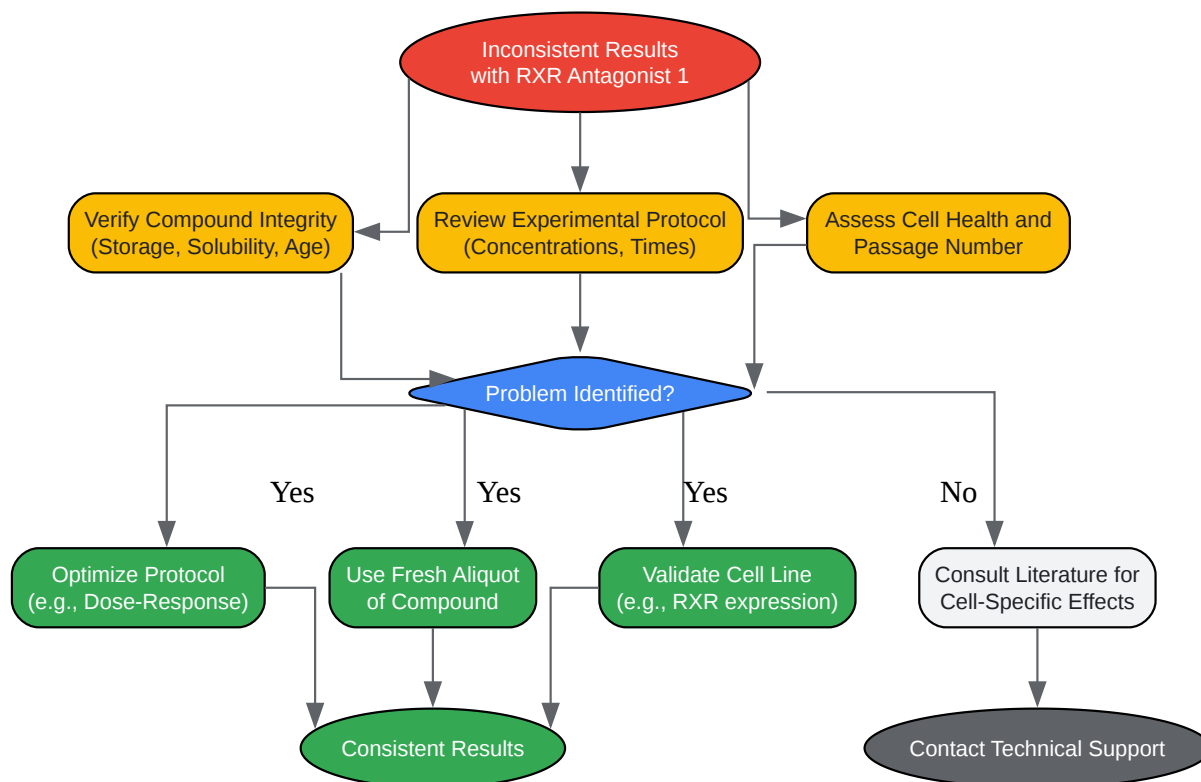 Inconsistent Results
with RXR Antagonist 1
Verify Compound Integrity
(Storage, Solubility, Age)
Review Experimental Protocol
(Concentrations, Times)
Assess Cell Health and
Passage Number
Problem Identified?
Yes
Yes
Yes
No
Optimize Protocol
(e.g., Dose-Response)
Use Fresh Aliquot
of Compound
Validate Cell Line
(e.g., RXR expression)
Consult Literature for
Cell-Specific Effects
Consistent Results
Contact Technical Support